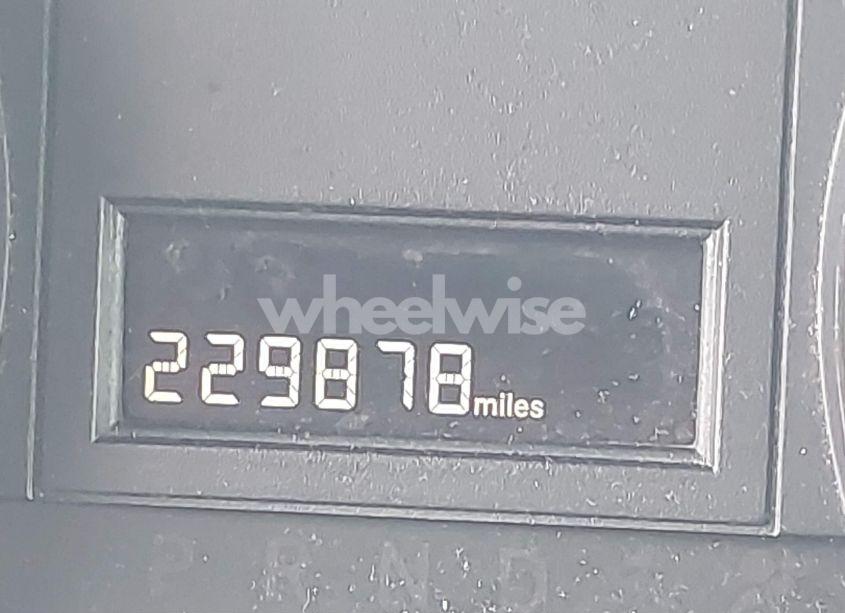 wheelwise
229878 miles
P R N D